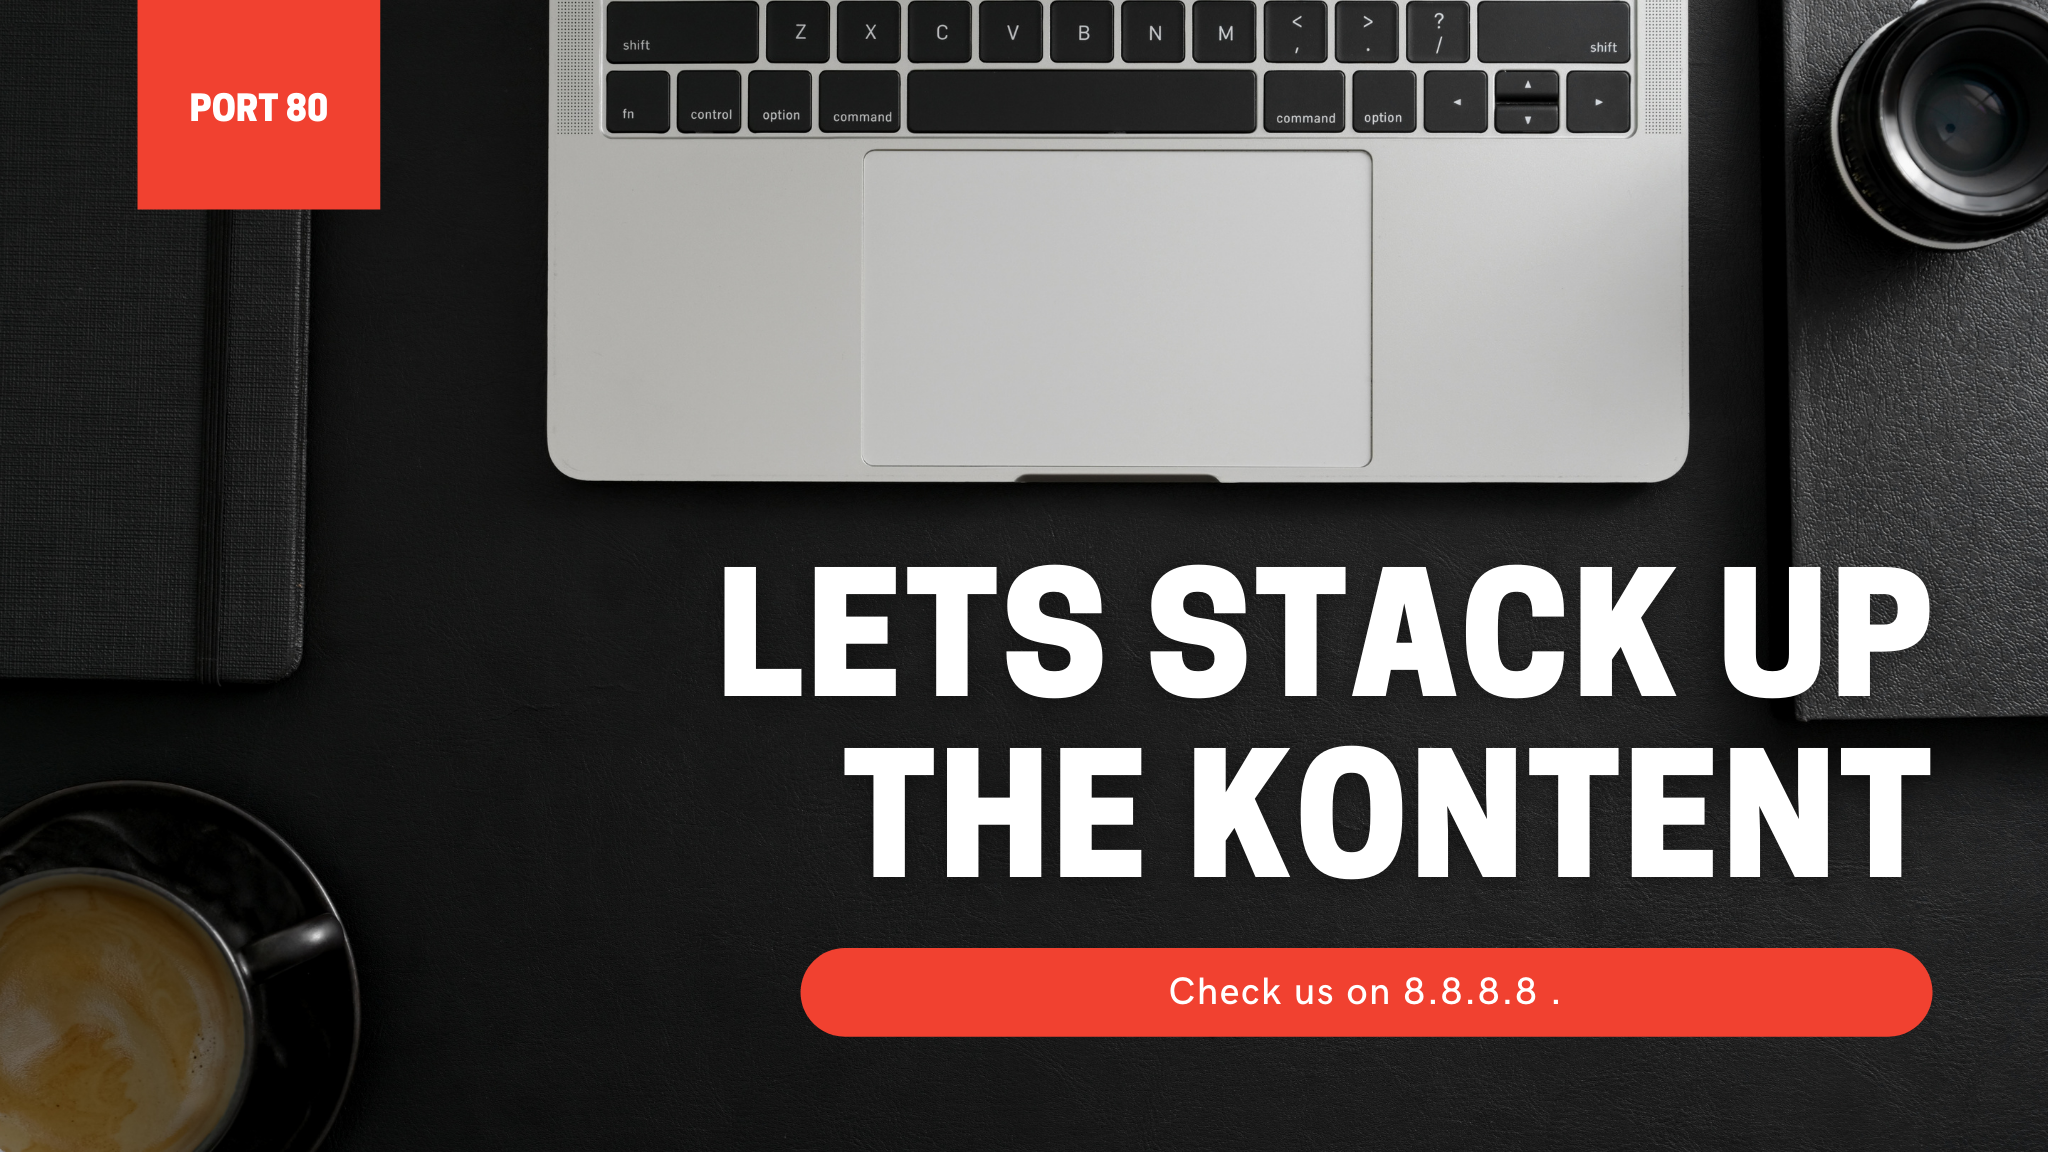 PORT 80
shift Z X C V B N M < , > . ? / shift
fn control option command command option ◄ ▲ ▼ ►
LETS STACK UP
THE KONTENT
Check us on 8.8.8.8 .